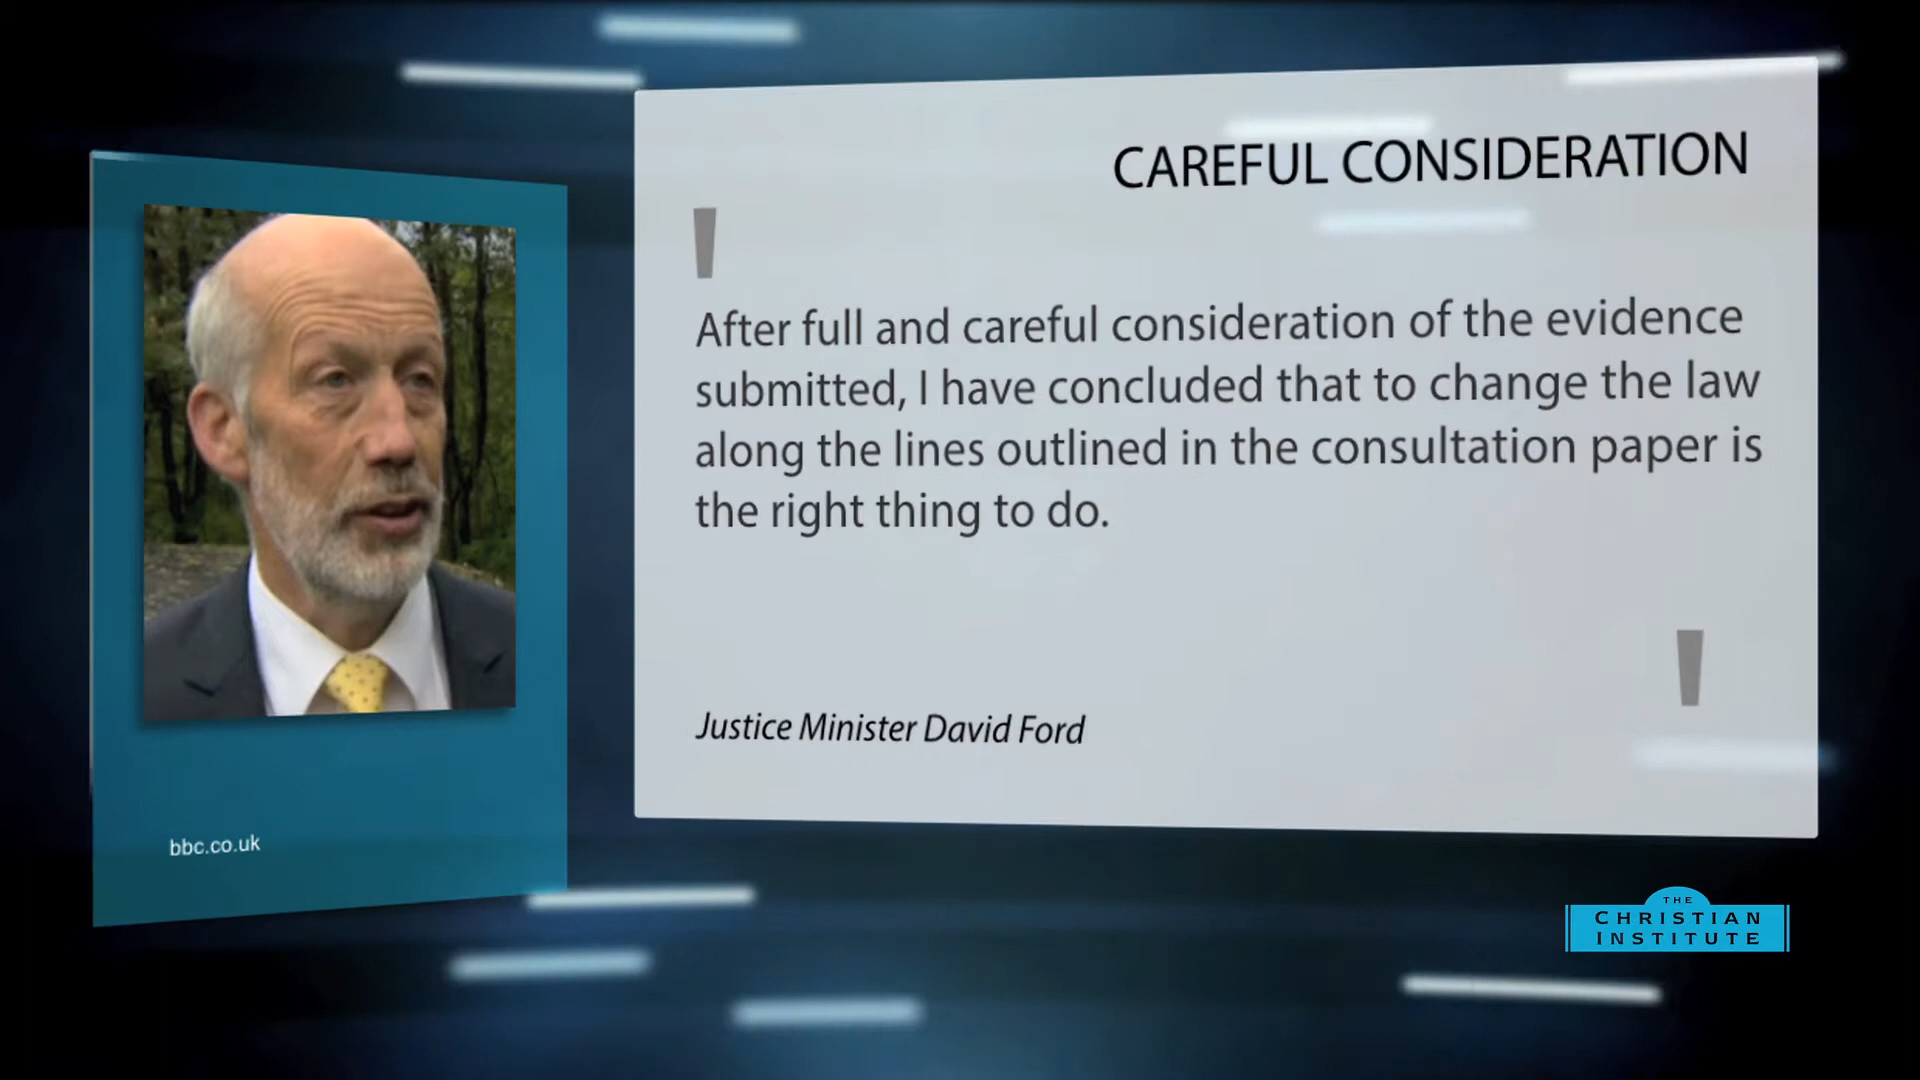 CAREFUL CONSIDERATION
'
After full and careful consideration of the evidence
submitted, I have concluded that to change the law
along the lines outlined in the consultation paper is
the right thing to do.
'
Justice Minister David Ford
bbc.co.uk
THE
CHRISTIAN
INSTITUTE